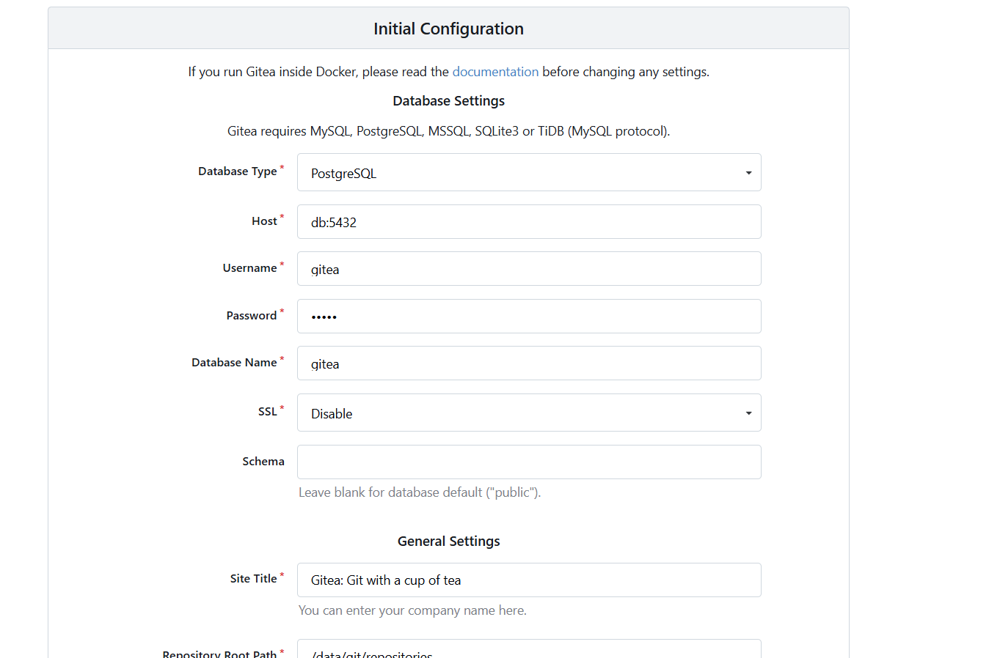 Initial Configuration
If you run Gitea inside Docker, please read the documentation before changing any settings.
Database Settings
Gitea requires MySQL, PostgreSQL, MSSQL, SQLite3 or TiDB (MySQL protocol).
Database Type * PostgreSQL
Host * db:5432
Username * gitea
Password * •••••
Database Name * gitea
SSL * Disable
Schema
Leave blank for database default ("public").
General Settings
Site Title * Gitea: Git with a cup of tea
You can enter your company name here.
Repository Root Path * /data/git/repositories